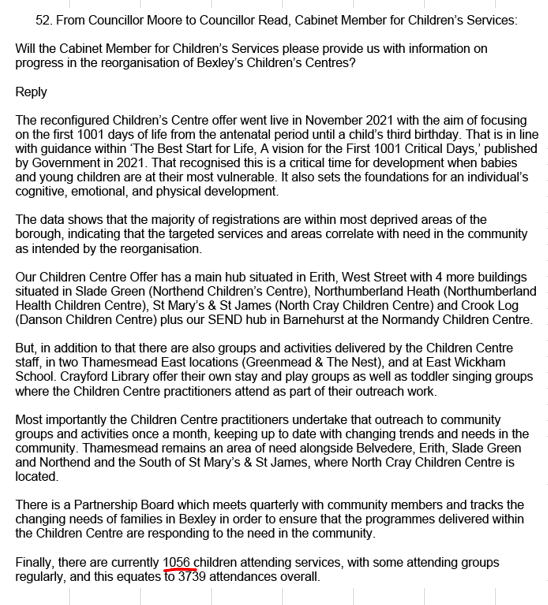 52. From Councillor Moore to Councillor Read, Cabinet Member for Children's Services:
Will the Cabinet Member for Children's Services please provide us with information on
progress in the reorganisation of Bexley's Children's Centres?
Reply
The reconfigured Children's Centre offer went live in November 2021 with the aim of focusing
on the first 1001 days of life from the antenatal period until a child's third birthday. That is in line
with guidance within 'The Best Start for Life, A vision for the First 1001 Critical Days,' published
by Government in 2021. That recognised this is a critical time for development when babies
and young children are at their most vulnerable. It also sets the foundations for an individual's
cognitive, emotional, and physical development.
The data shows that the majority of registrations are within most deprived areas of the
borough, indicating that the targeted services and areas correlate with need in the community
as intended by the reorganisation.
Our Children Centre Offer has a main hub situated in Erith, West Street with 4 more buildings
situated in Slade Green (Northend Children's Centre), Northumberland Heath (Northumberland
Health Children Centre), St Mary's & St James (North Cray Children Centre) and Crook Log
(Danson Children Centre) plus our SEND hub in Barnehurst at the Normandy Children Centre.
But, in addition to that there are also groups and activities delivered by the Children Centre
staff, in two Thamesmead East locations (Greenmead & The Nest), and at East Wickham
School. Crayford Library offer their own stay and play groups as well as toddler singing groups
where the Children Centre practitioners attend as part of their outreach work.
Most importantly the Children Centre practitioners undertake that outreach to community
groups and activities once a month, keeping up to date with changing trends and needs in the
community. Thamesmead remains an area of need alongside Belvedere, Erith, Slade Green
and Northend and the South of St Mary's & St James, where North Cray Children Centre is
located.
There is a Partnership Board which meets quarterly with community members and tracks the
changing needs of families in Bexley in order to ensure that the programmes delivered within
the Children Centre are responding to the need in the community.
Finally, there are currently 1056 children attending services, with some attending groups
regularly, and this equates to 3739 attendances overall.